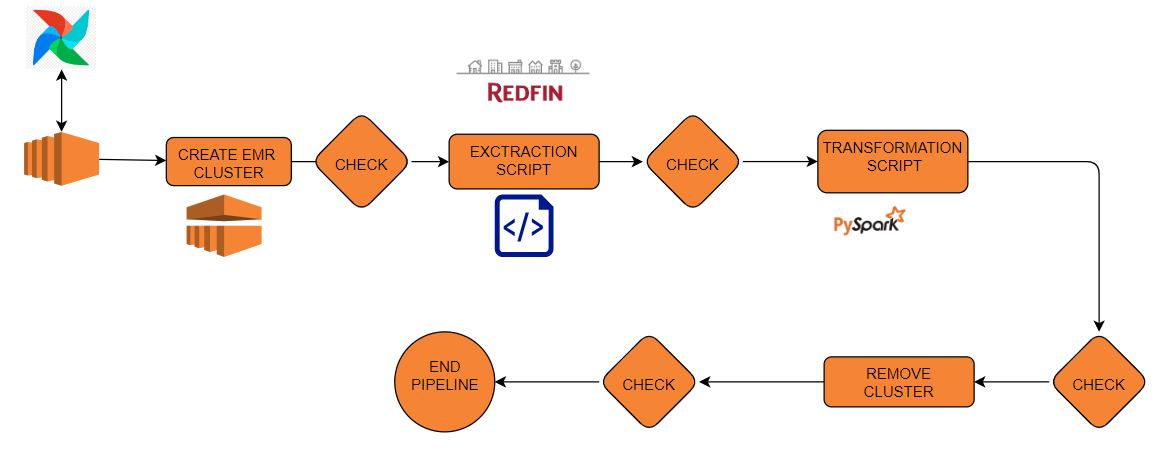 REDFIN
CREATE EMR
CLUSTER
CHECK
EXCTRACTION
SCRIPT
CHECK
TRANSFORMATION
SCRIPT
</>
PySpark
END
PIPELINE
CHECK
REMOVE
CLUSTER
CHECK